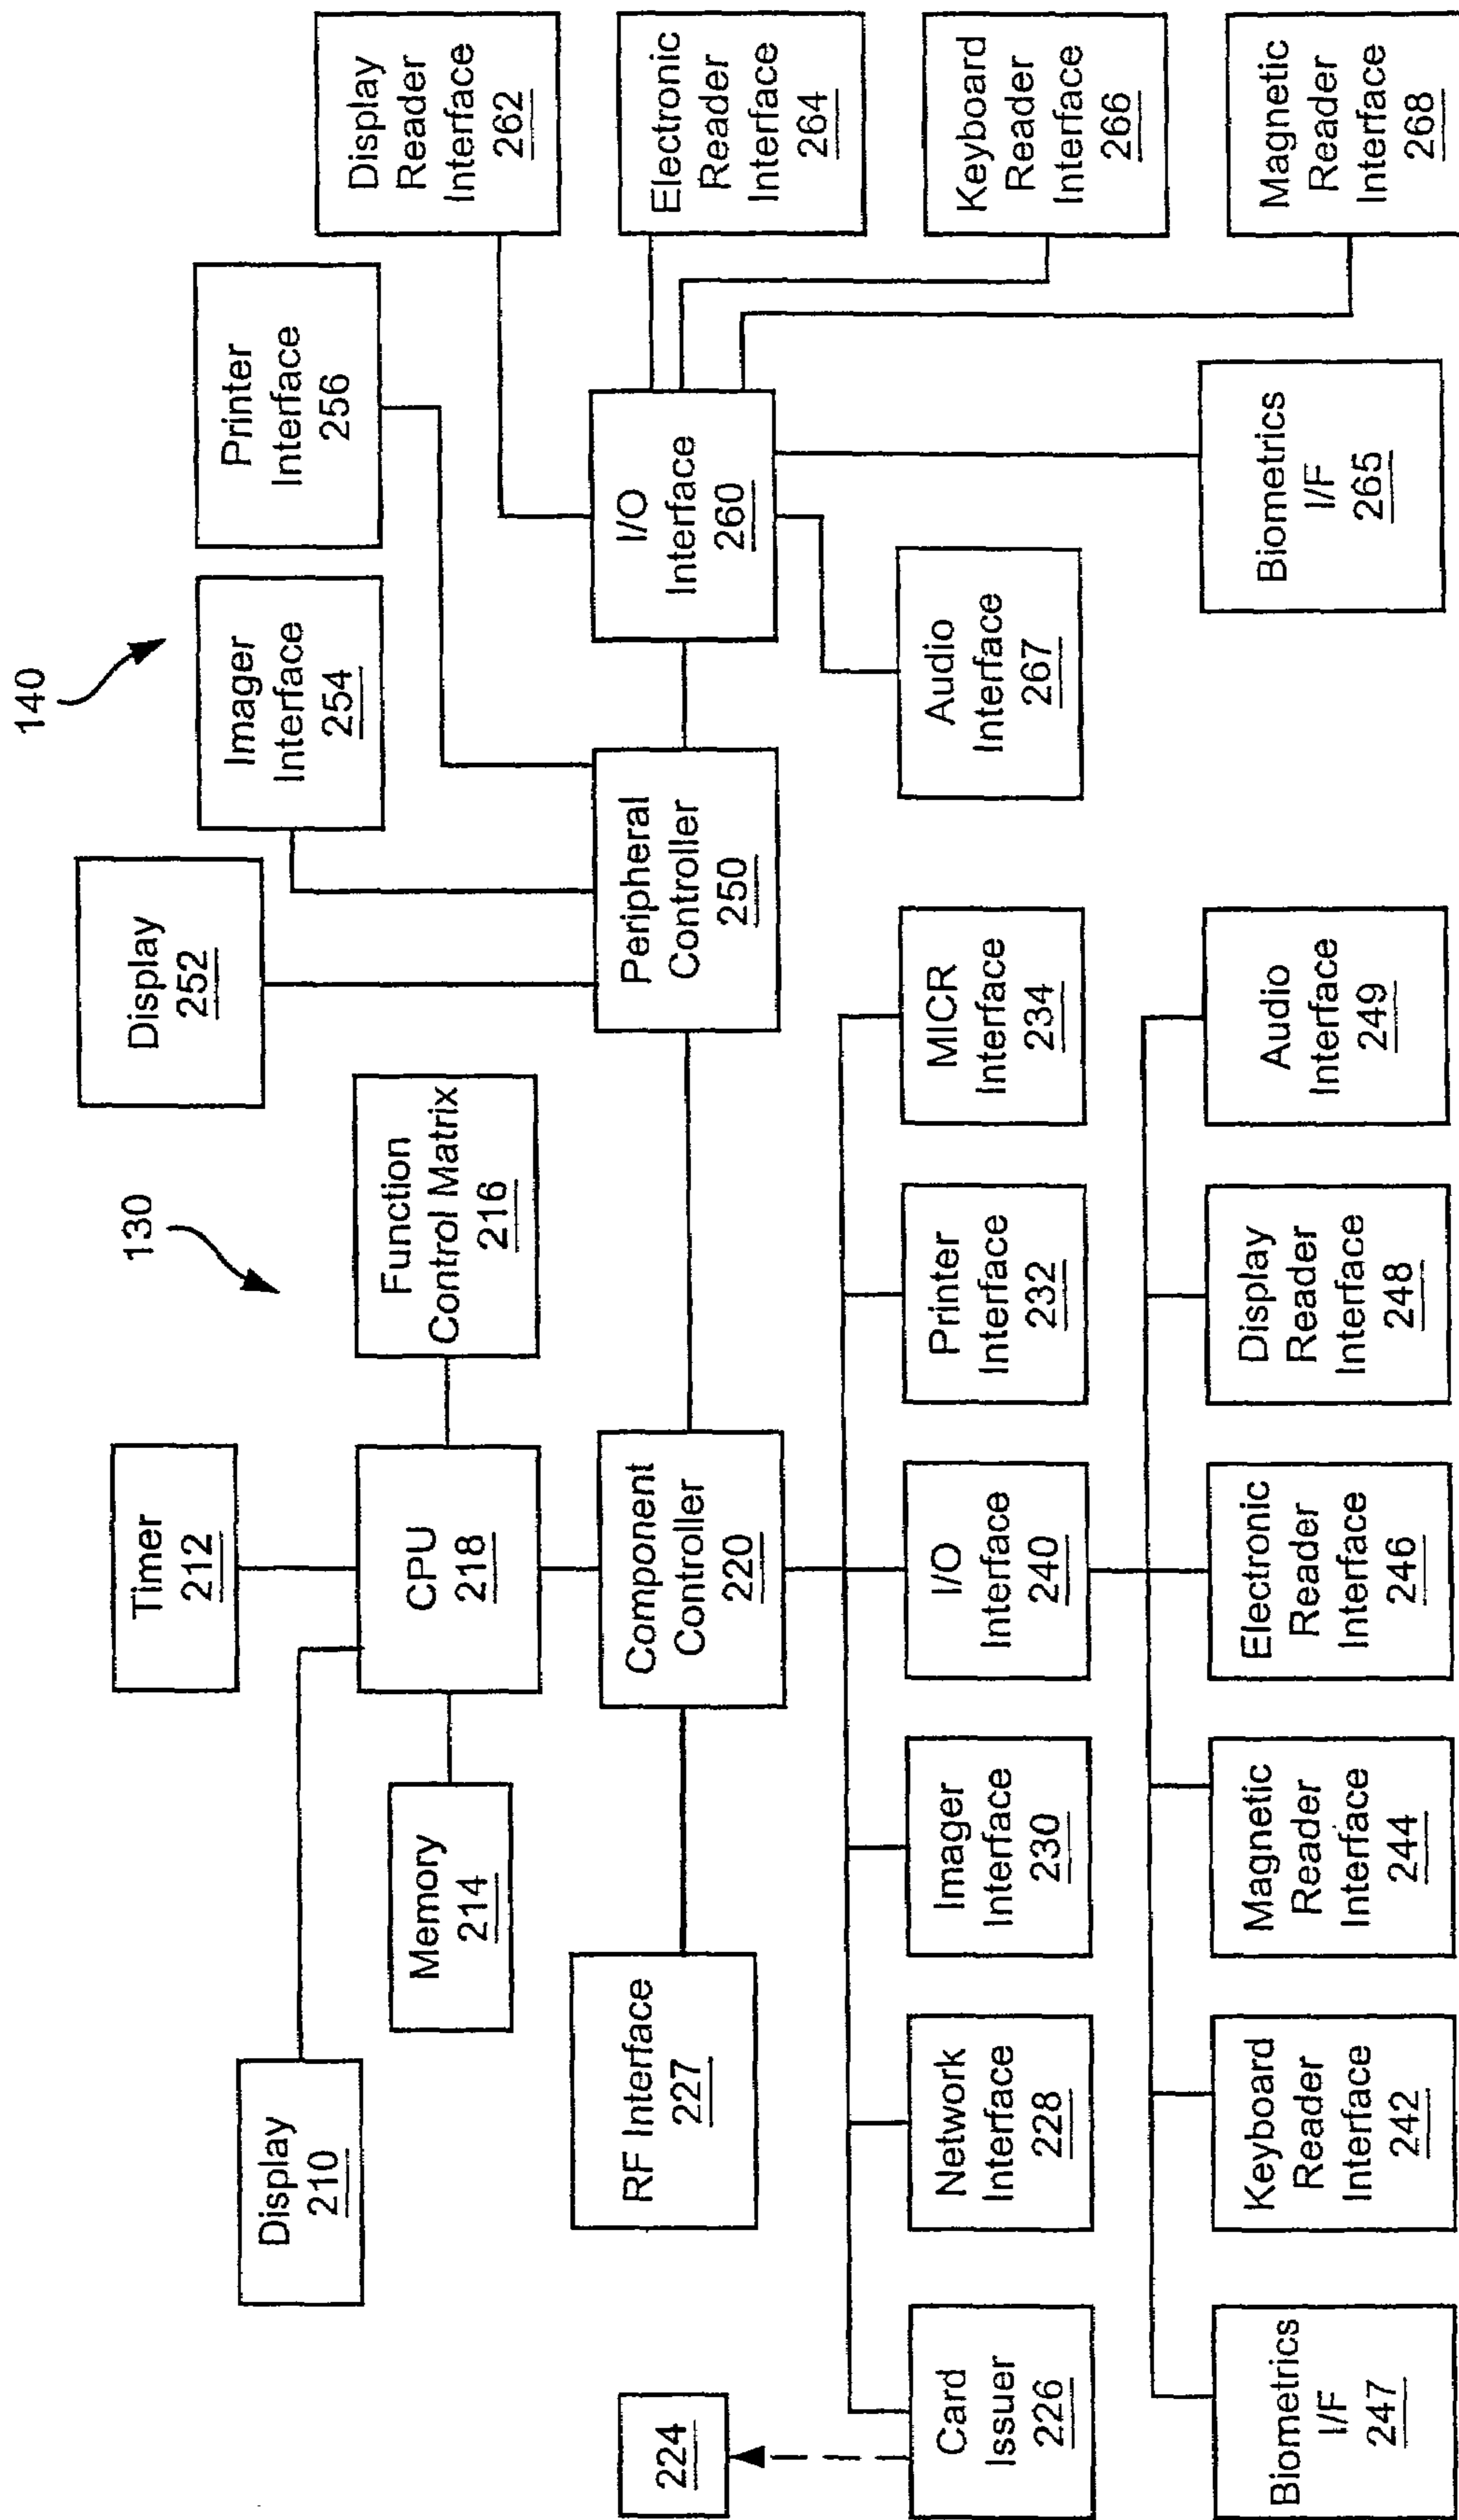 140
130
Display
252
Imager
Interface
254
Printer
Interface
256
Timer
212
Display
210
Memory
214
CPU
218
Function
Control Matrix
216
Display
Reader
Interface
262
RF Interface
227
Component
Controller
220
Peripheral
Controller
250
I/O
Interface
260
Electronic
Reader
Interface
264
224
Card
Issuer
226
Network
Interface
228
Imager
Interface
230
I/O
Interface
240
Printer
Interface
232
MICR
Interface
234
Audio
Interface
267
Keyboard
Reader
Interface
266
Biometrics
I/F
247
Keyboard
Reader
Interface
242
Magnetic
Reader
Interface
244
Electronic
Reader
Interface
246
Display
Reader
Interface
248
Audio
Interface
249
Biometrics
I/F
265
Magnetic
Reader
Interface
268